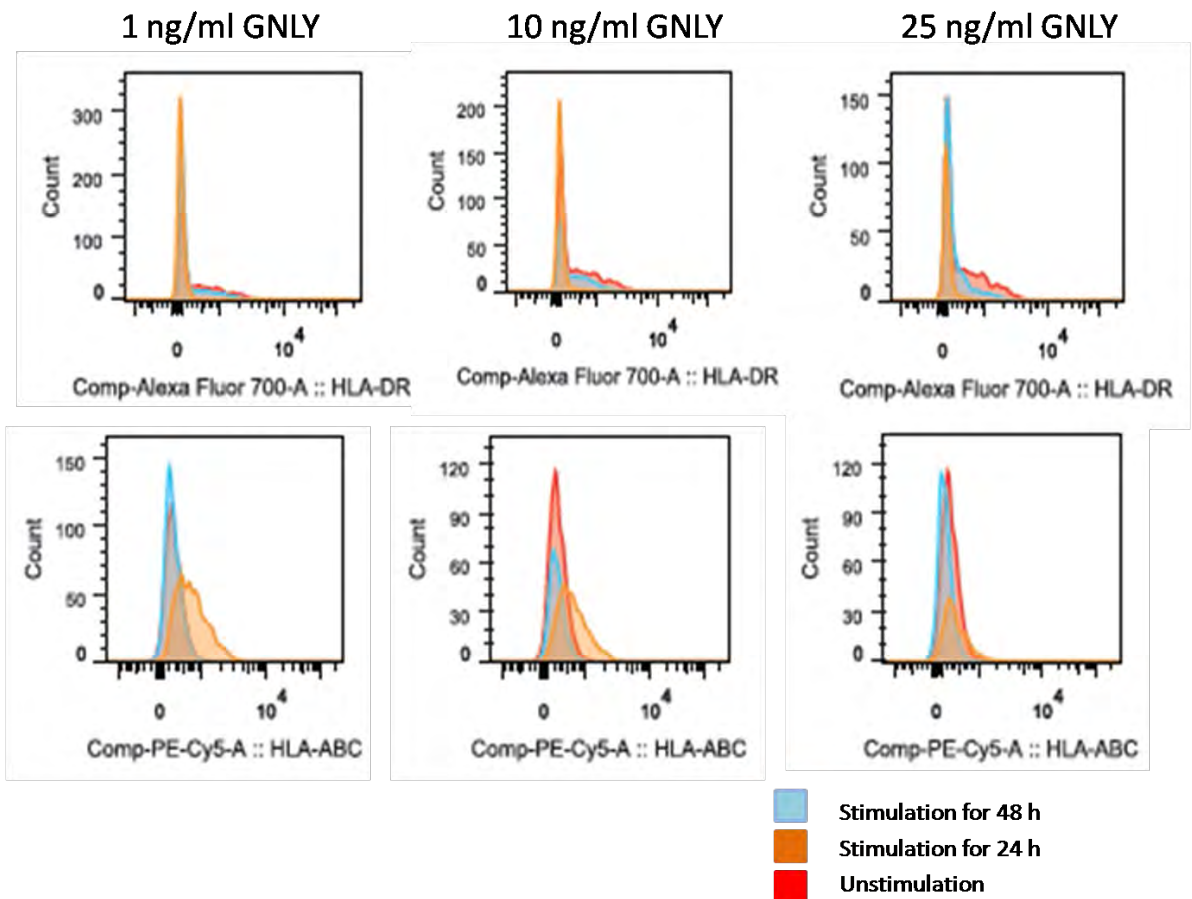 1 ng/ml GNLY
10 ng/ml GNLY
25 ng/ml GNLY
Count
300
200
100
0
0
10^4
Comp-Alexa Fluor 700-A :: HLA-DR
Count
200
150
100
50
0
0
10^4
Comp-Alexa Fluor 700-A :: HLA-DR
Count
150
100
50
0
0
10^4
Comp-Alexa Fluor 700-A :: HLA-DR
Count
150
100
50
0
0
10^4
Comp-PE-Cy5-A :: HLA-ABC
Count
120
90
60
30
0
0
10^4
Comp-PE-Cy5-A :: HLA-ABC
Count
120
90
60
30
0
0
10^4
Comp-PE-Cy5-A :: HLA-ABC
Stimulation for 48 h
Stimulation for 24 h
Unstimulation